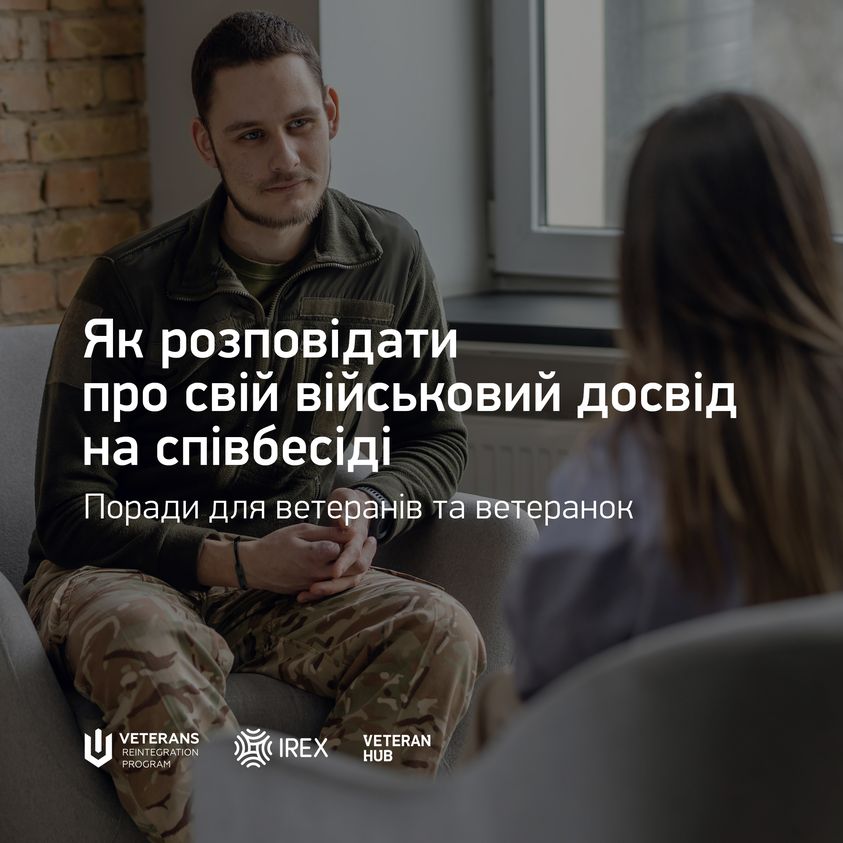 Як розповідати
про свій військовий досвід
на співбесіді
Поради для ветеранів та ветеранок
VETERANS
REINTEGRATION
PROGRAM
IREX
VETERAN
HUB